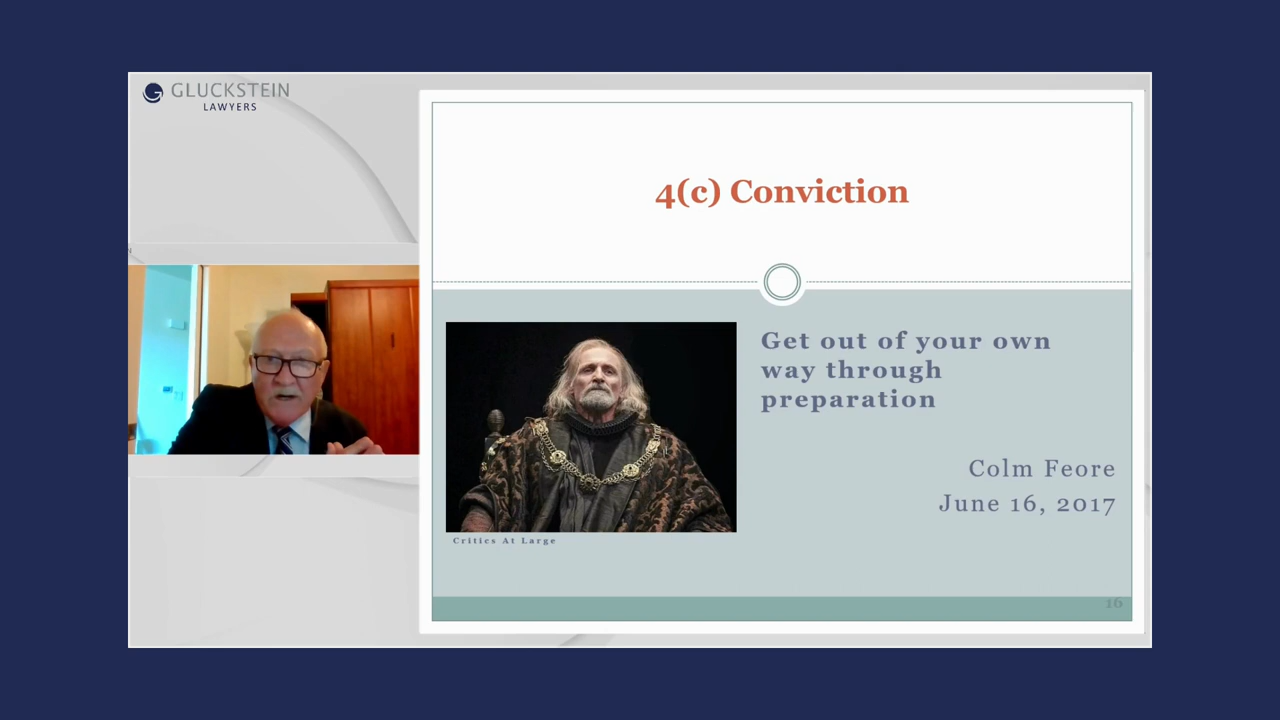 GLUCKSTEIN
LAWYERS
4(c) Conviction
Get out of your own
way through
preparation
Colm Feore
June 16, 2017
Critics At Large
16